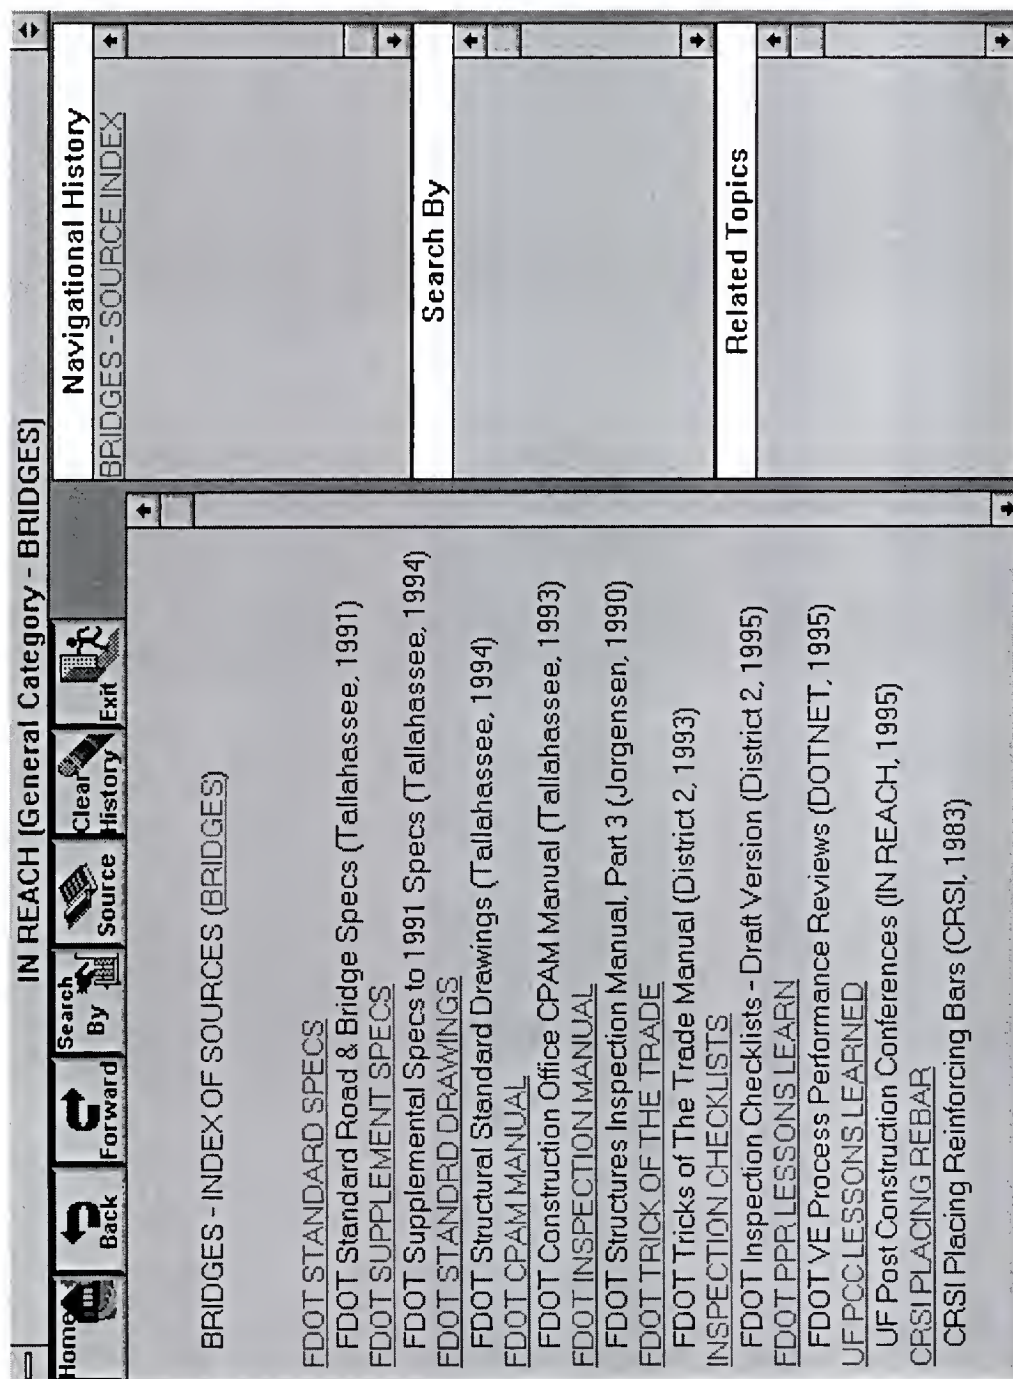 IN REACH (General Category - BRIDGES)
Home
Back
Forward
Search
By
Source
Clear
History
Exit
BRIDGES - INDEX OF SOURCES (BRIDGES)
FDOT STANDARD SPECS
FDOT Standard Road & Bridge Specs (Tallahassee, 1991)
FDOT SUPPLEMENT SPECS
FDOT Supplemental Specs to 1991 Specs (Tallahassee, 1994)
FDOT STANDRD DRAWINGS
FDOT Structural Standard Drawings (Tallahassee, 1994)
FDOT CPAM MANUAL
FDOT Construction Office CPAM Manual (Tallahassee, 1993)
FDOT INSPECTION MANUAL
FDOT Structures Inspection Manual, Part 3 (Jorgensen, 1990)
FDOT TRICK OF THE TRADE
FDOT Tricks of The Trade Manual (District 2, 1993)
INSPECTION CHECKLISTS
FDOT Inspection Checklists - Draft Version (District 2, 1995)
FDOT PPR LESSONS LEARN
FDOT VE Process Performance Reviews (DOTNET, 1995)
UF PCC LESSONS LEARNED
UF Post Construction Conferences (IN REACH, 1995)
CRSI PLACING REBAR
CRSI Placing Reinforcing Bars (CRSI, 1983)
Navigational History
BRIDGES - SOURCE INDEX
Search By
Related Topics